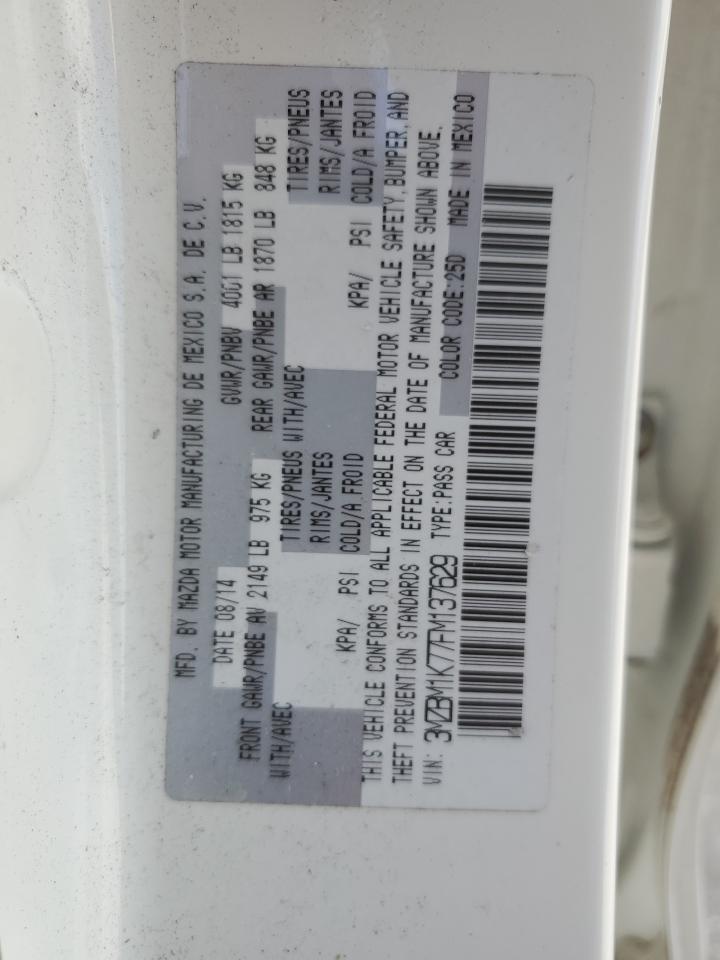 MFD. BY MAZDA MOTOR MANUFACTURING DE MEXICO S.A. DE C.V.
DATE 08/14 GVWR/PNBV 4001 LB 1815 KG
FRONT GAWR/PNBE AV 2149 LB 975 KG REAR GAWR/PNBE AR 1870 LB 848 KG
WITH/AVEC TIRES/PNEUS WITH/AVEC TIRES/PNEUS
RIMS/JANTES RIMS/JANTES
KPA/ PSI COLD/A FROID KPA/ PSI COLD/A FROID
THIS VEHICLE CONFORMS TO ALL APPLICABLE FEDERAL MOTOR VEHICLE SAFETY, BUMPER, AND
THEFT PREVENTION STANDARDS IN EFFECT ON THE DATE OF MANUFACTURE SHOWN ABOVE.
VIN: 3MZBM1K77FM137629 TYPE:PASS CAR COLOR CODE:25D MADE IN MEXICO